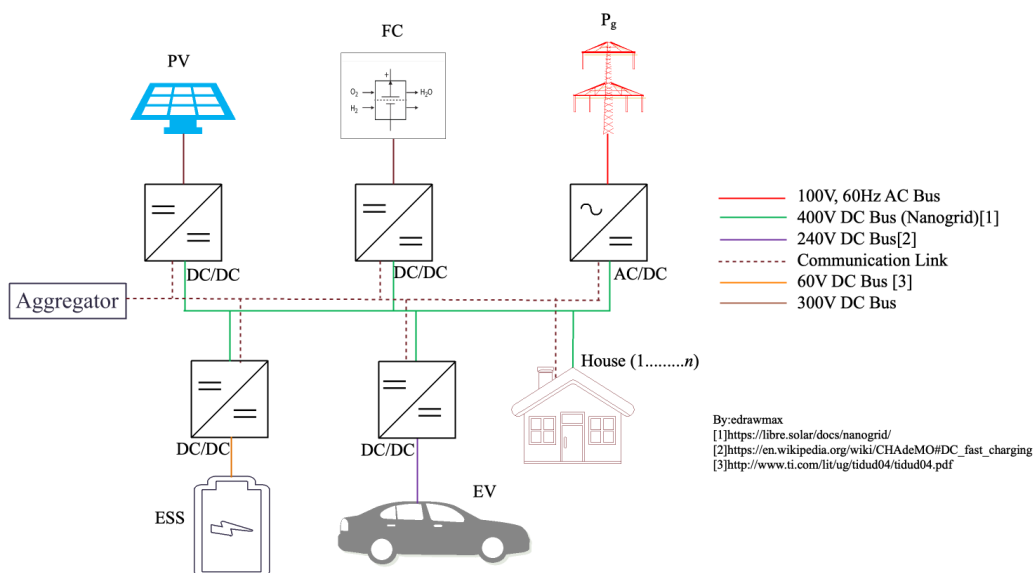 P_g
FC
PV
+
O₂
H₂O
H₂
100V, 60Hz AC Bus
400V DC Bus (Nanogrid)[1]
240V DC Bus[2]
Communication Link
60V DC Bus [3]
300V DC Bus
DC/DC
DC/DC
AC/DC
Aggregator
House (1.........n)
DC/DC
DC/DC
ESS
EV
By:edrawmax
[1]https://libre.solar/docs/nanogrid/
[2]https://en.wikipedia.org/wiki/CHAdeMO#DC_fast_charging
[3]http://www.ti.com/lit/ug/tidud04/tidud04.pdf